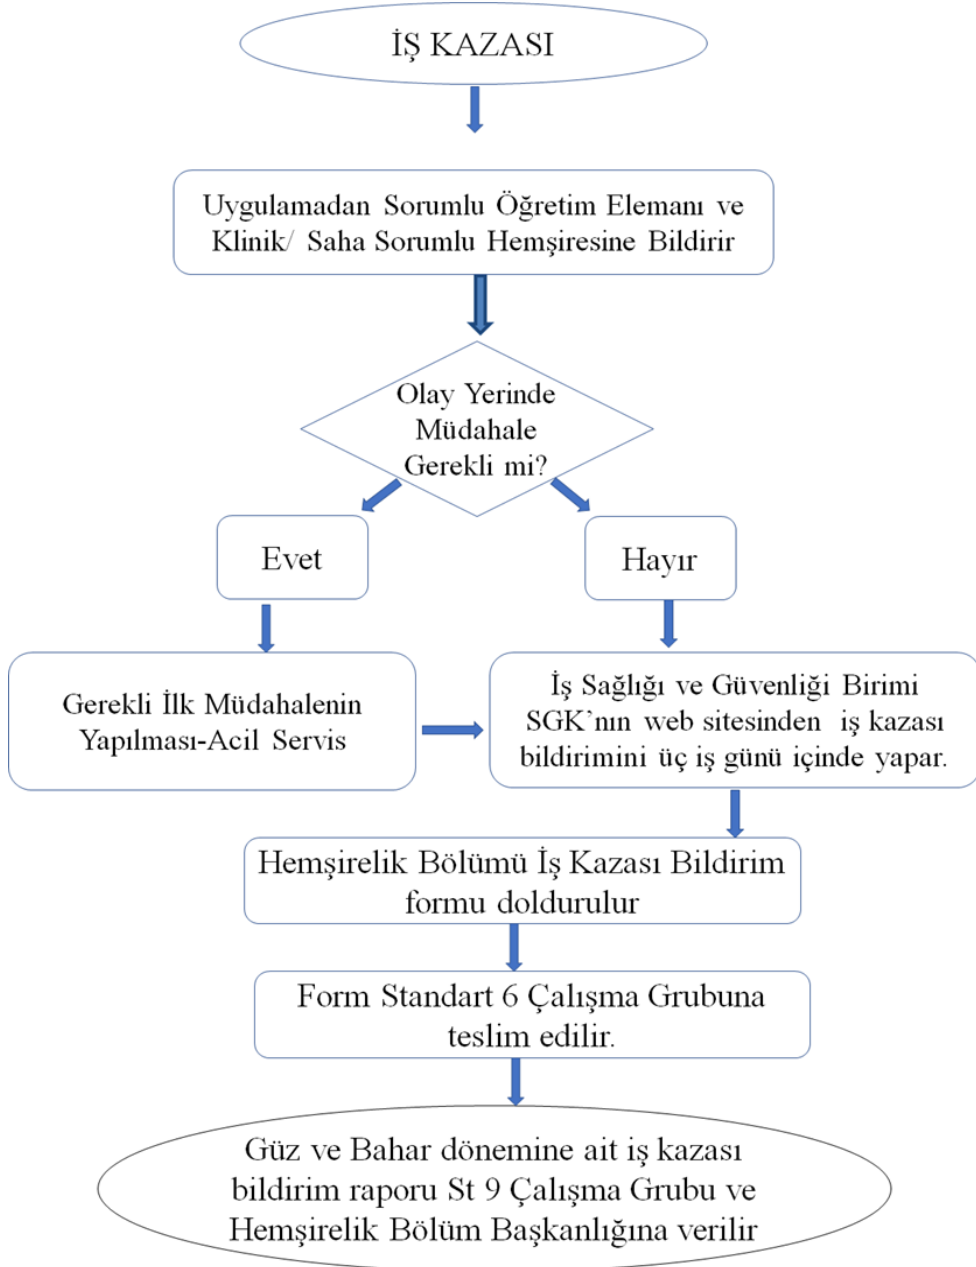 İŞ KAZASI
Uygulamadan Sorumlu Öğretim Elemanı ve
Klinik/ Saha Sorumlu Hemşiresine Bildirir
Olay Yerinde
Müdahale
Gerekli mi?
Evet
Hayır
Gerekli İlk Müdahalenin
Yapılması-Acil Servis
İş Sağlığı ve Güvenliği Birimi
SGK’nın web sitesinden iş kazası
bildirimini üç iş günü içinde yapar.
Hemşirelik Bölümü İş Kazası Bildirim
formu doldurulur
Form Standart 6 Çalışma Grubuna
teslim edilir.
Güz ve Bahar dönemine ait iş kazası
bildirim raporu St 9 Çalışma Grubu ve
Hemşirelik Bölüm Başkanlığına verilir